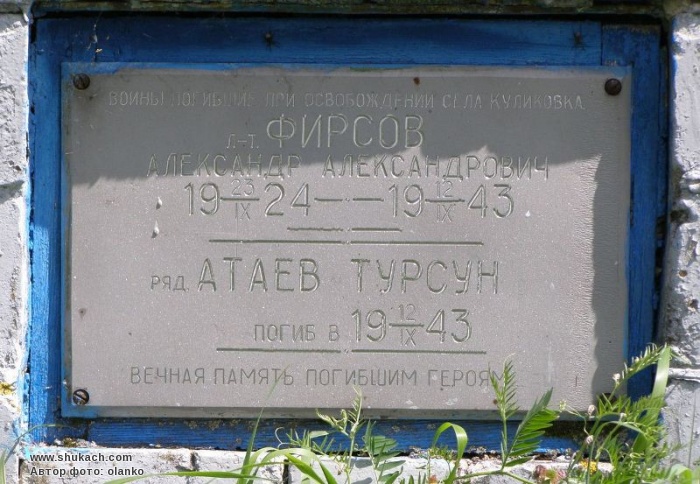 ВОИНЫ ПОГИБШИЕ ПРИ ОСВОБОЖДЕНИИ СЕЛА КУЛИКОВКА
Л-Т. ФИРСОВ
АЛЕКСАНДР АЛЕКСАНДРОВИЧ
19 23/IX 24 - - 19 12/IX 43
РЯД. АТАЕВ ТУРСУН
ПОГИБ В 19 12/IX 43
ВЕЧНАЯ ПАМЯТЬ ПОГИБШИМ ГЕРОЯМ
www.shukach.com
Автор фото: olanko